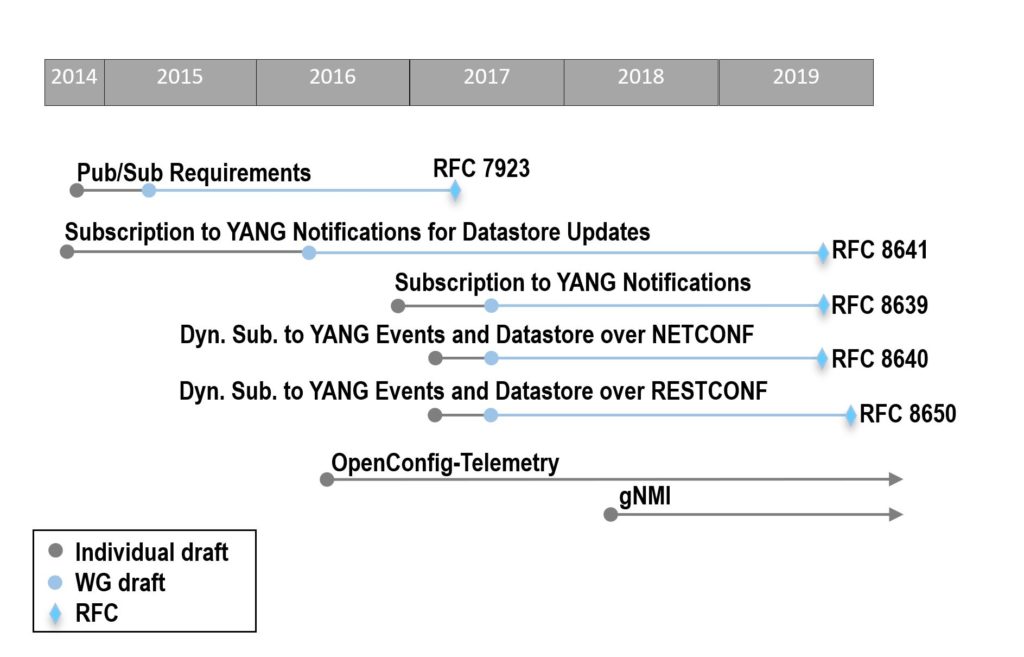 2014 2015 2016 2017 2018 2019
Pub/Sub Requirements RFC 7923
Subscription to YANG Notifications for Datastore Updates
RFC 8641
Subscription to YANG Notifications
RFC 8639
Dyn. Sub. to YANG Events and Datastore over NETCONF
RFC 8640
Dyn. Sub. to YANG Events and Datastore over RESTCONF
RFC 8650
OpenConfig-Telemetry
gNMI
Individual draft
WG draft
RFC